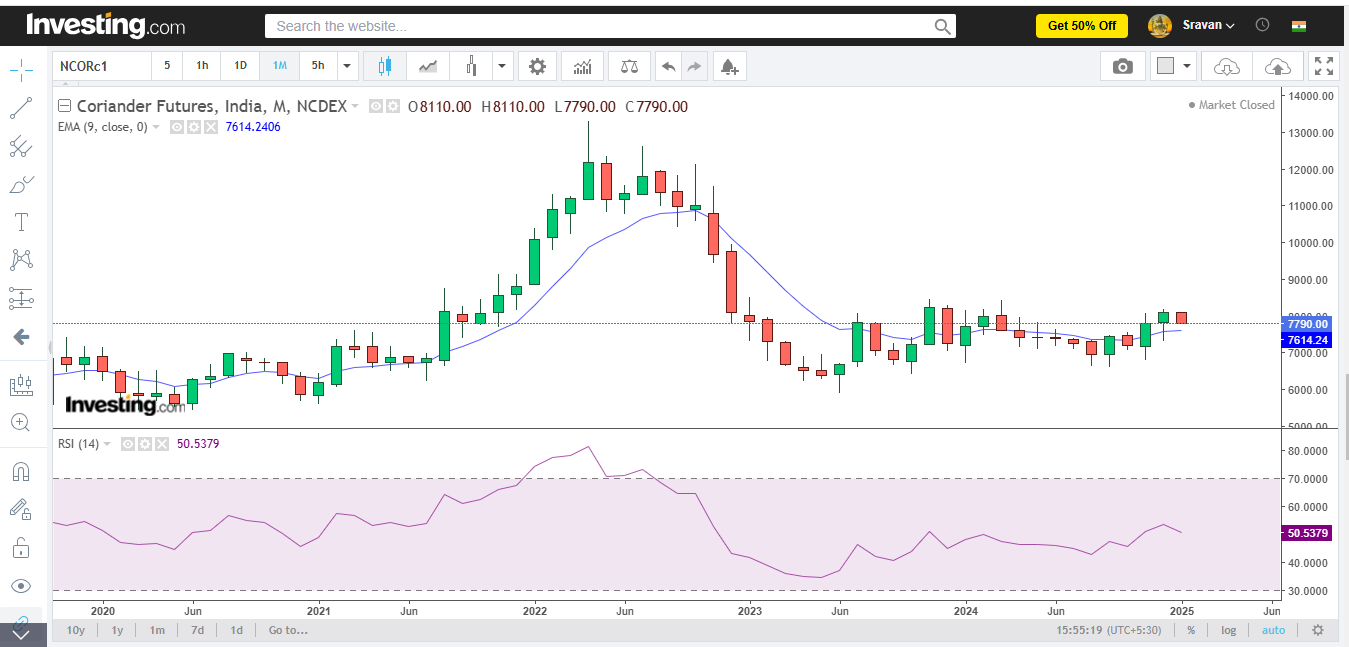 Investing.com
Search the website...
Get 50% Off
Sravan
NCORc1
5 1h 1D 1M 5h
Coriander Futures, India, M, NCDEX O8110.00 H8110.00 L7790.00 C7790.00
Market Closed
EMA (9, close, 0) 7614.2406
14000.00
13000.00
12000.00
11000.00
10000.00
9000.00
8000.00
7790.00
7614.24
7000.00
6000.00
5000.00
Investing.com
RSI (14) 50.5379
80.0000
70.0000
60.0000
50.5379
40.0000
30.0000
2020 Jun 2021 Jun 2022 Jun 2023 Jun 2024 Jun 2025 Jun
10y 1y 1m 7d 1d Go to...
15:55:19 (UTC+5:30) % log auto